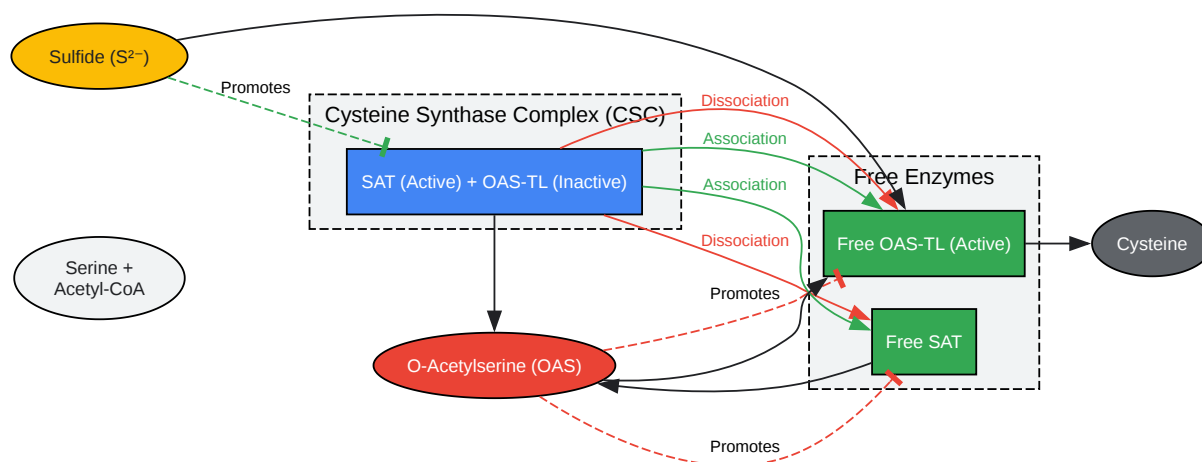 Sulfide (S²⁻)
Promotes
Cysteine Synthase Complex (CSC)
SAT (Active) + OAS-TL (Inactive)
Dissociation
Association
Association
Dissociation
Free Enzymes
Free OAS-TL (Active)
Cysteine
Serine +
Acetyl-CoA
Promotes
Free SAT
O-Acetylserine (OAS)
Promotes